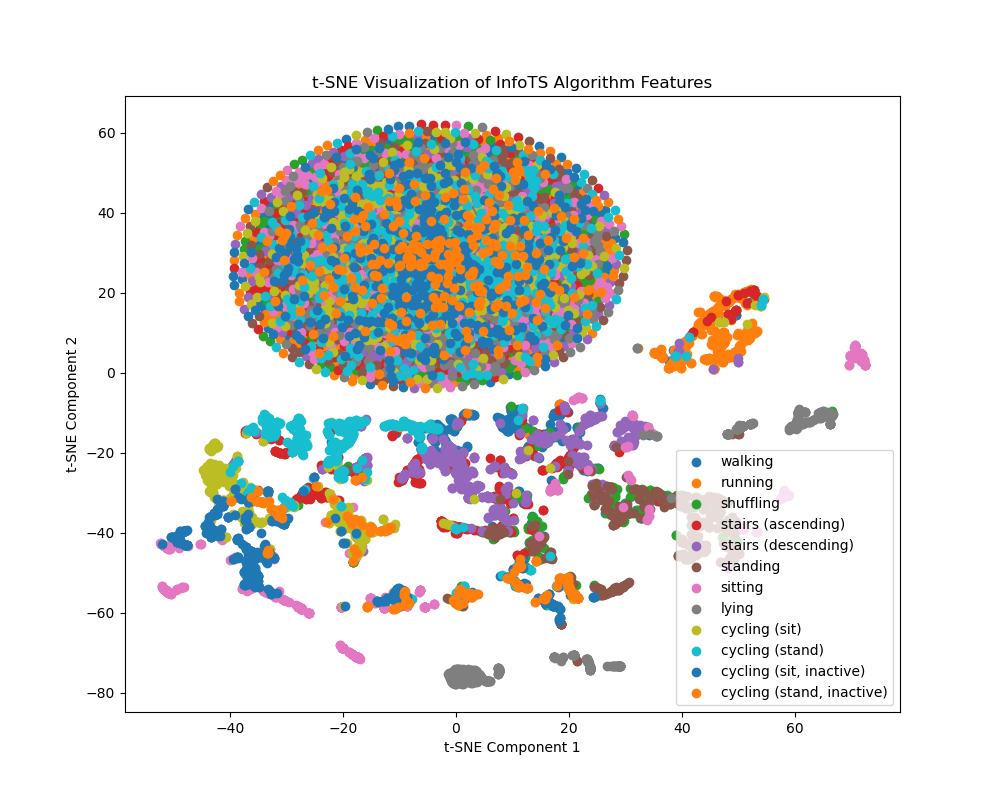 t-SNE Visualization of InfoTS Algorithm Features
60
40
20
0
−20
−40
−60
−80
t-SNE Component 2
walking
running
shuffling
stairs (ascending)
stairs (descending)
standing
sitting
lying
cycling (sit)
cycling (stand)
cycling (sit, inactive)
cycling (stand, inactive)
−40
−20
0
20
40
60
t-SNE Component 1